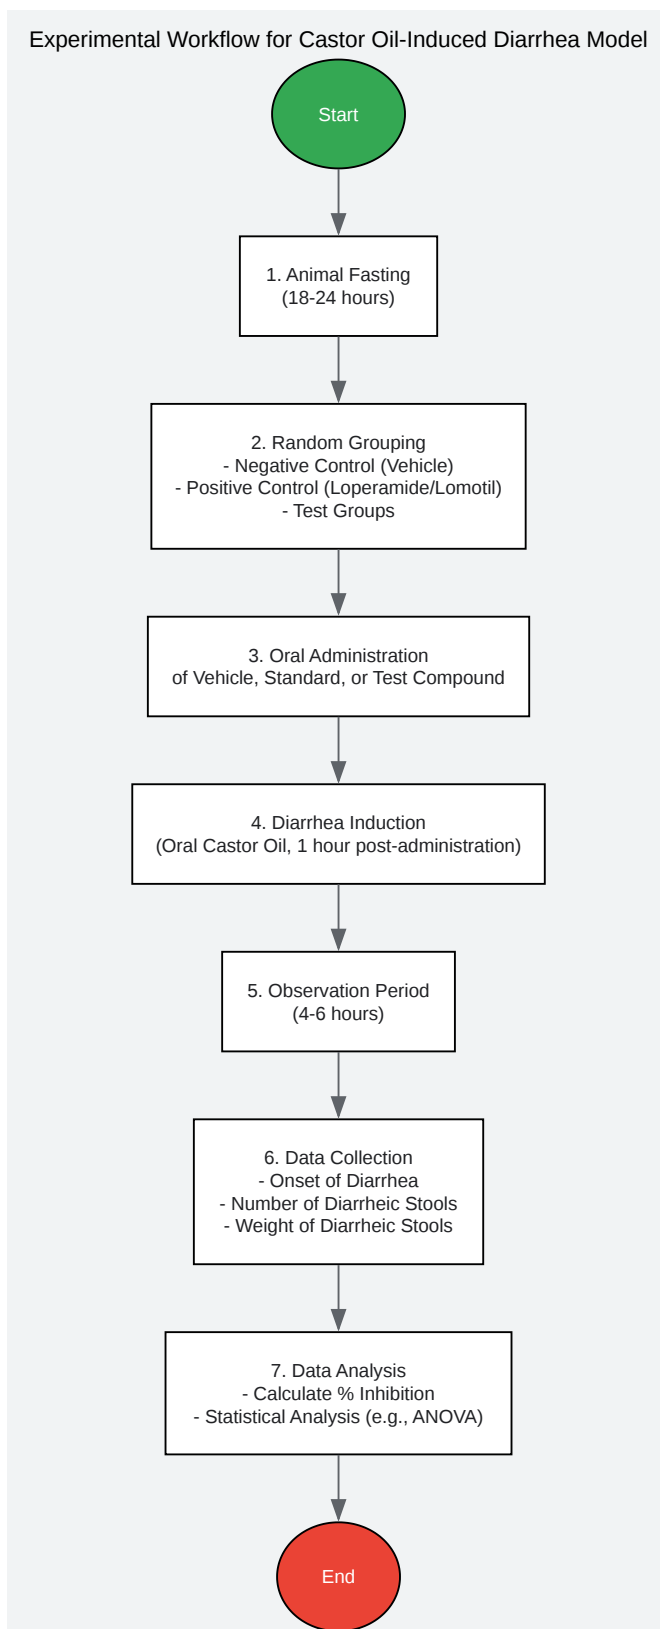 Experimental Workflow for Castor Oil-Induced Diarrhea Model
Start
1. Animal Fasting
(18-24 hours)
2. Random Grouping
- Negative Control (Vehicle)
- Positive Control (Loperamide/Lomotil)
- Test Groups
3. Oral Administration
of Vehicle, Standard, or Test Compound
4. Diarrhea Induction
(Oral Castor Oil, 1 hour post-administration)
5. Observation Period
(4-6 hours)
6. Data Collection
- Onset of Diarrhea
- Number of Diarrheic Stools
- Weight of Diarrheic Stools
7. Data Analysis
- Calculate % Inhibition
- Statistical Analysis (e.g., ANOVA)
End